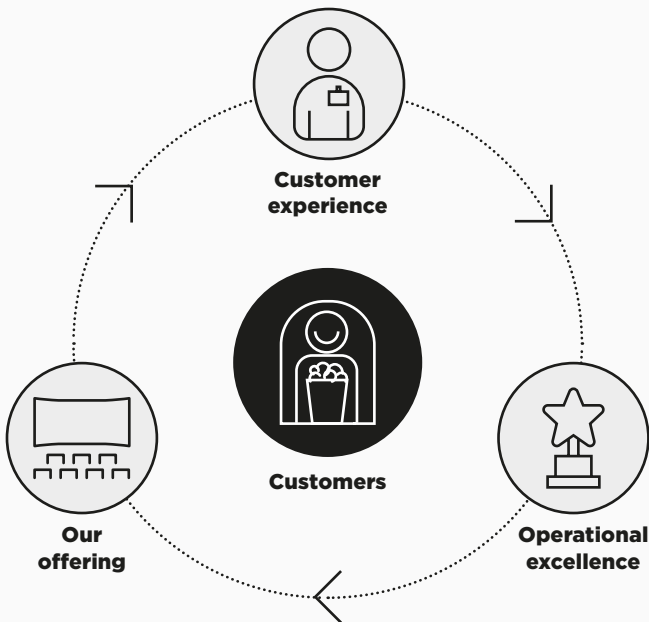 Customer
experience
Customers
Our
offering
Operational
excellence